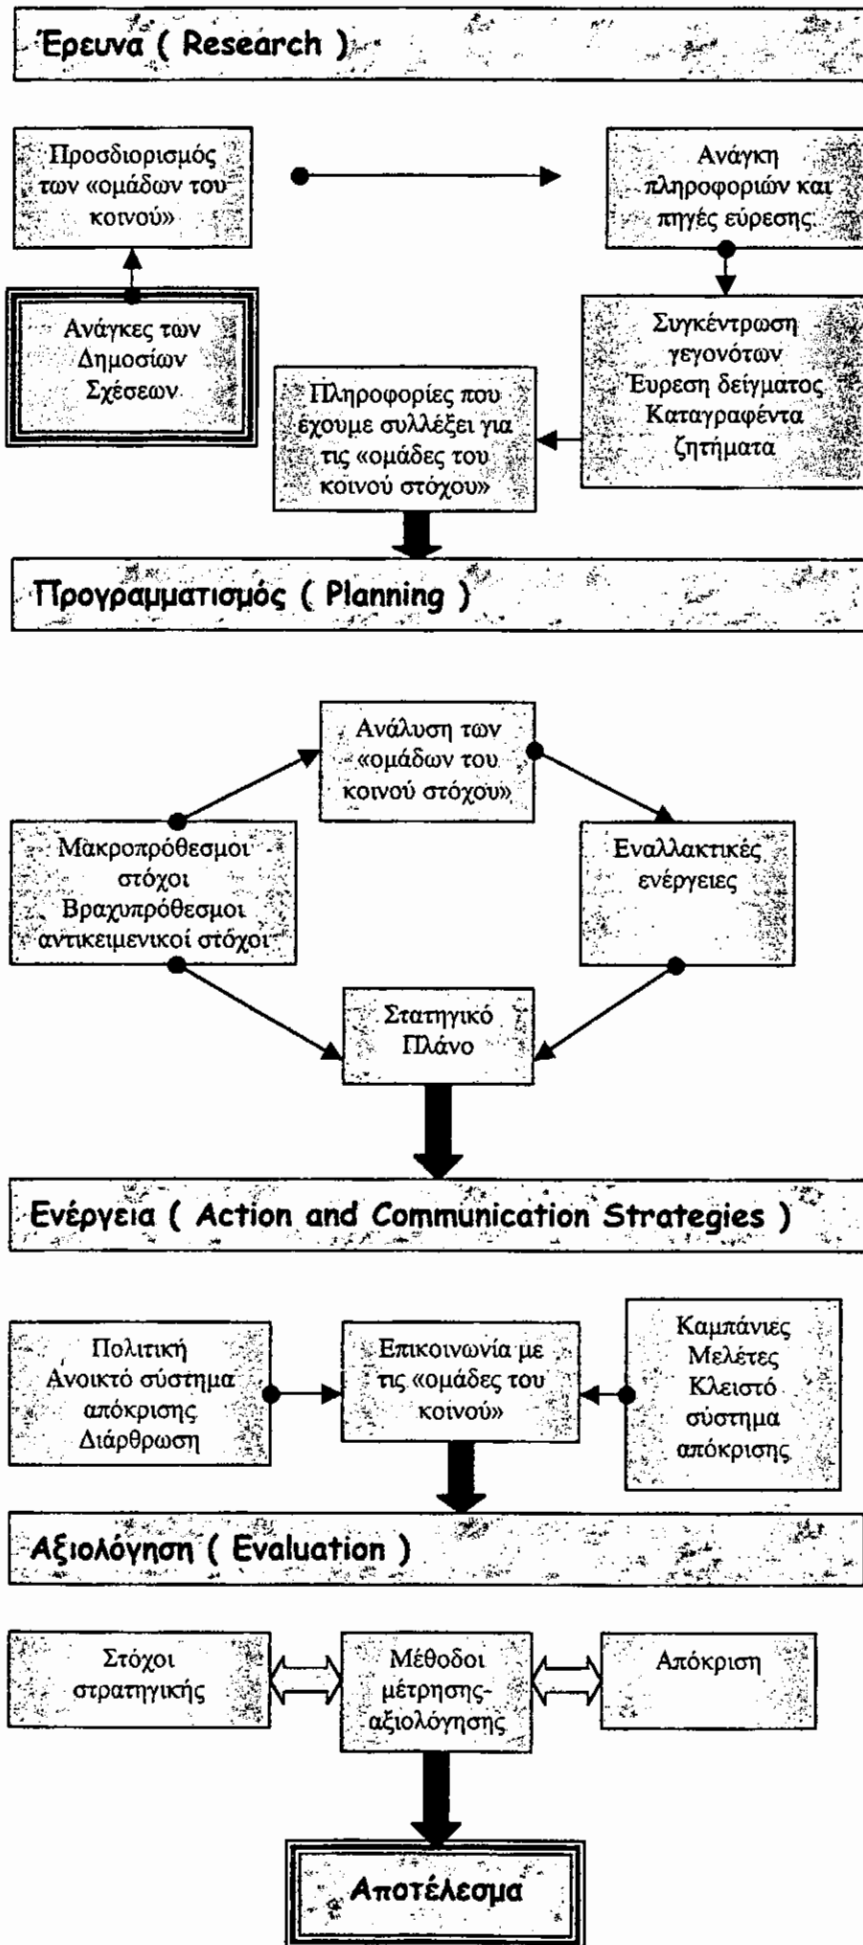 Έρευνα ( Research )
Προσδιορισμός
των «ομάδων του
κοινού»
Ανάγκη
πληροφοριών και
πηγές εύρεσης.
Ανάγκες των
Δημοσίων
Σχέσεων
Συγκέντρωση
γεγονότων
Έυρεση δείγματος
Καταγραφέντα
ζητήματα
Πληροφορίες που
έχουμε συλλέξει για
τις «ομάδες του
κοινού στόχου»
Προγραμματισμός ( Planning )
Ανάλυση των
«ομάδων του
κοινού στόχου»
Μακροπρόθεσμοι
στόχοι
Βραχυπρόθεσμοι
αντικειμενικοί στόχοι
Εναλλακτικές
ενέργειες
Στατηγικό
Πλάνο
Ενέργεια ( Action and Communication Strategies )
Πολιτική
Ανοικτό σύστημα
απόκρισης
Διάρθρωση
Επικοινωνία με
τις «ομάδες του
κοινού»
Καμπάνιες
Μελέτες
Κλειστό
σύστημα
απόκρισης
Αξιολόγηση ( Evaluation )
Στόχοι
στρατηγικής
Μέθοδοι
μέτρησης-
αξιολόγησης
Απόκριση
Αποτέλεσμα